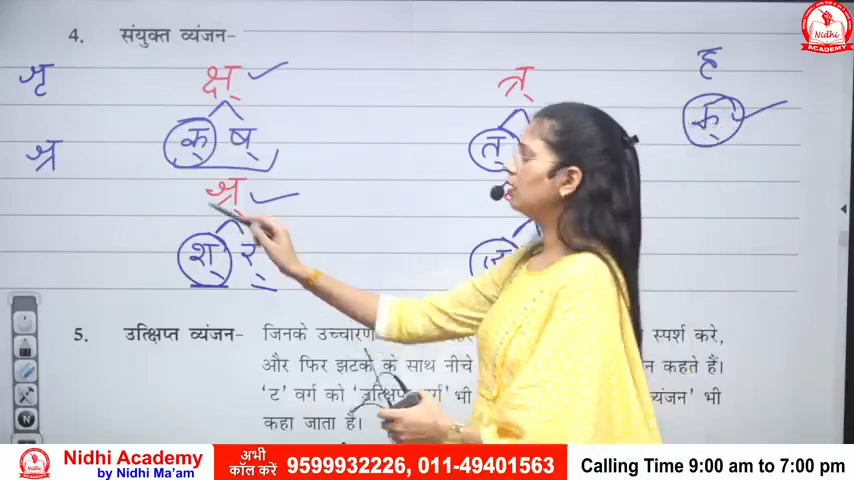 4. संयुक्त व्यंजन-
Nidhi
ACADEMY
शृ
क्ष्
त्र्
ह
क् ष्
त्
क्
श्र
श्र
श् र्
5. उत्क्षिप्त व्यंजन- जिनके उच्चारण स्पर्श करे,
और फिर झटके के साथ नीचे कहते हैं।
'ट' वर्ग को 'उत्क्षिप्त वर्ग' भी व्यंजन' भी
कहा जाता है।
Nidhi Academy
by Nidhi Ma'am
अभी
कॉल करें
9599932226, 011-49401563
Calling Time 9:00 am to 7:00 pm